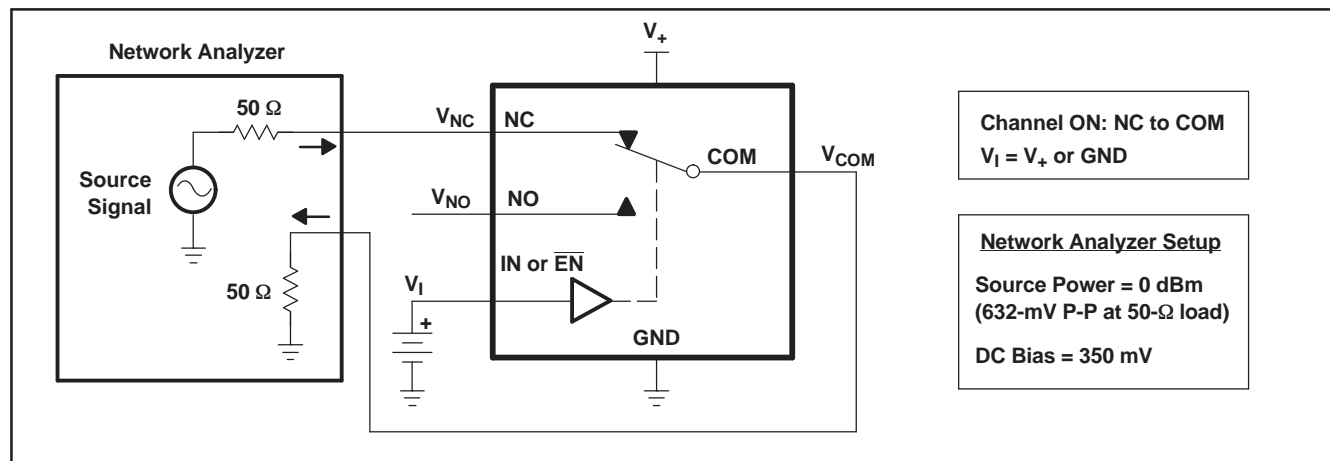 Network Analyzer
50 Ω
Source
Signal
50 Ω
V+
VNC
NC
COM
VCOM
VNO
NO
IN or E̅N̅
VI
+
GND
Channel ON: NC to COM
VI = V+ or GND
Network Analyzer Setup
Source Power = 0 dBm
(632-mV P-P at 50-Ω load)
DC Bias = 350 mV